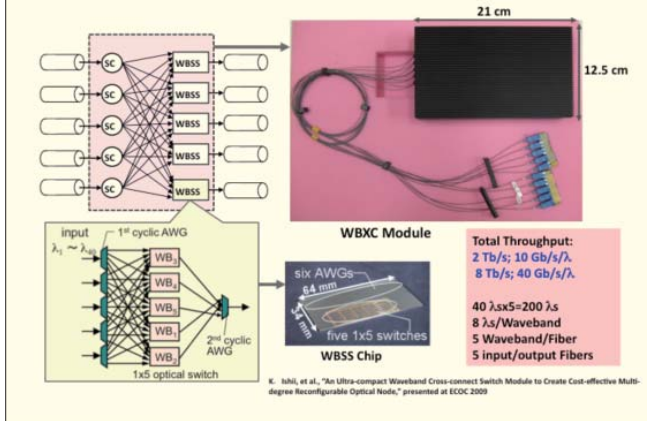 21 cm
12.5 cm
SC
SC
SC
SC
SC
WBSS
WBSS
WBSS
WBSS
WBSS
WBXC Module
input
λ1 ~ λ40
1st cyclic AWG
WB3
WB4
WB5
WB1
WB2
2nd cyclic AWG
1x5 optical switch
six AWGs
64 mm
34 mm
five 1x5 switches
WBSS Chip
Total Throughput:
2 Tb/s; 10 Gb/s/λ
8 Tb/s; 40 Gb/s/λ
40 λsx5=200 λs
8 λs/Waveband
5 Waveband/Fiber
5 input/output Fibers
K. Ishii, et al., "An Ultra-compact Waveband Cross-connect Switch Module to Create Cost-effective Multi-
degree Reconfigurable Optical Node," presented at ECOC 2009